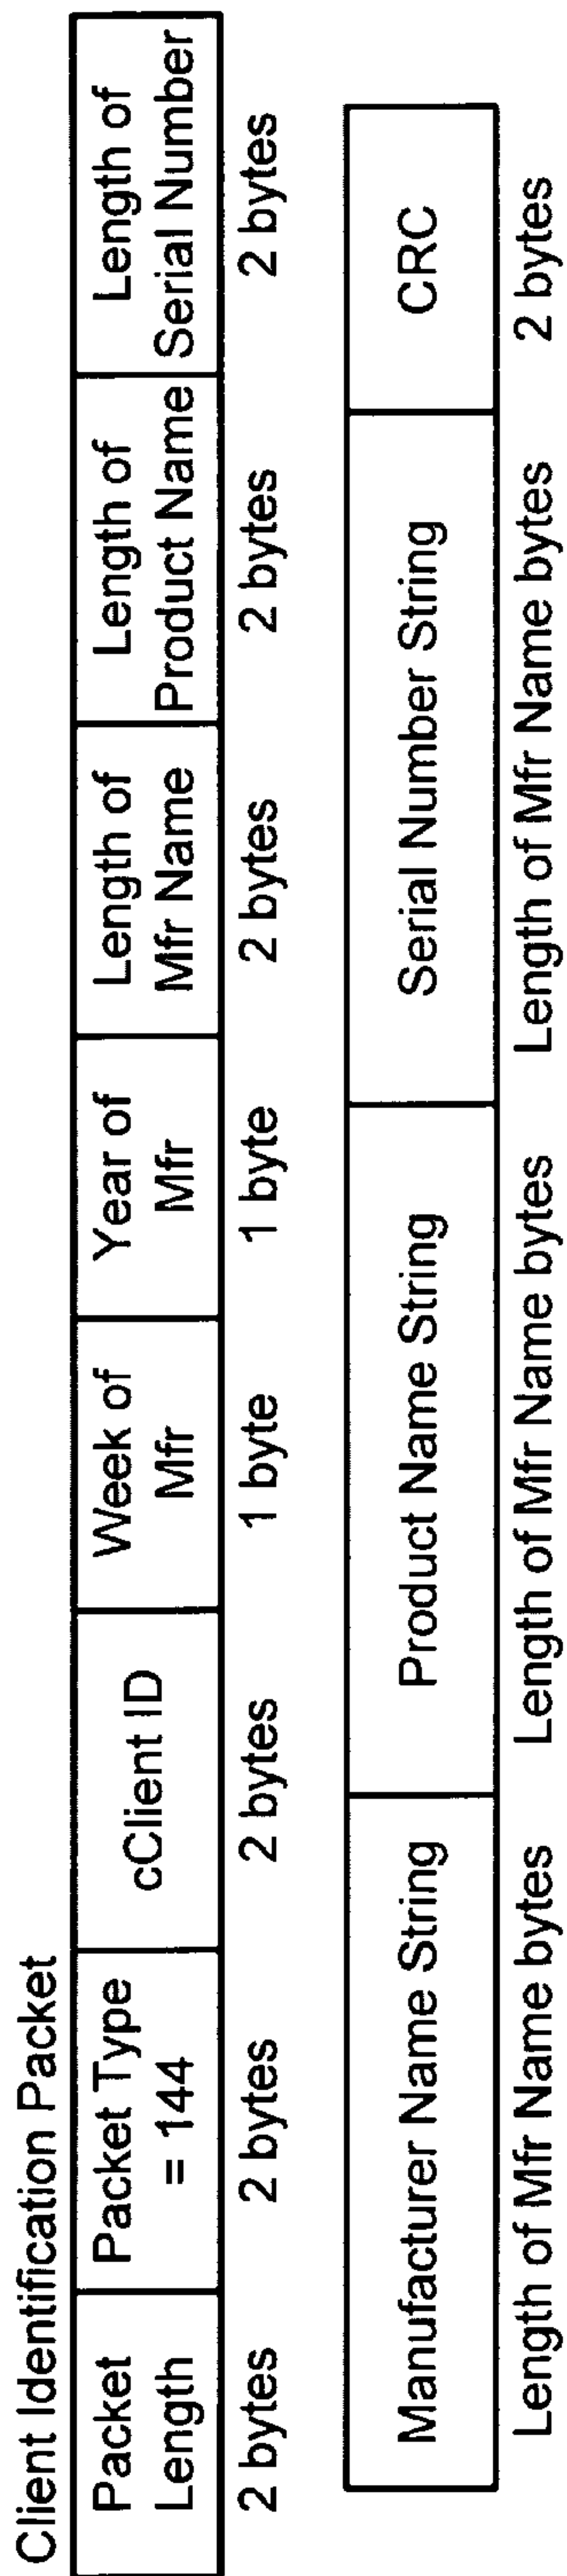 Client Identification Packet
Packet Length
Packet Type = 144
cClient ID
Week of Mfr
Year of Mfr
Length of Mfr Name
Length of Product Name
Length of Serial Number
2 bytes
2 bytes
2 bytes
1 byte
1 byte
2 bytes
2 bytes
2 bytes
Manufacturer Name String
Product Name String
Serial Number String
CRC
Length of Mfr Name bytes
Length of Mfr Name bytes
Length of Mfr Name bytes
2 bytes